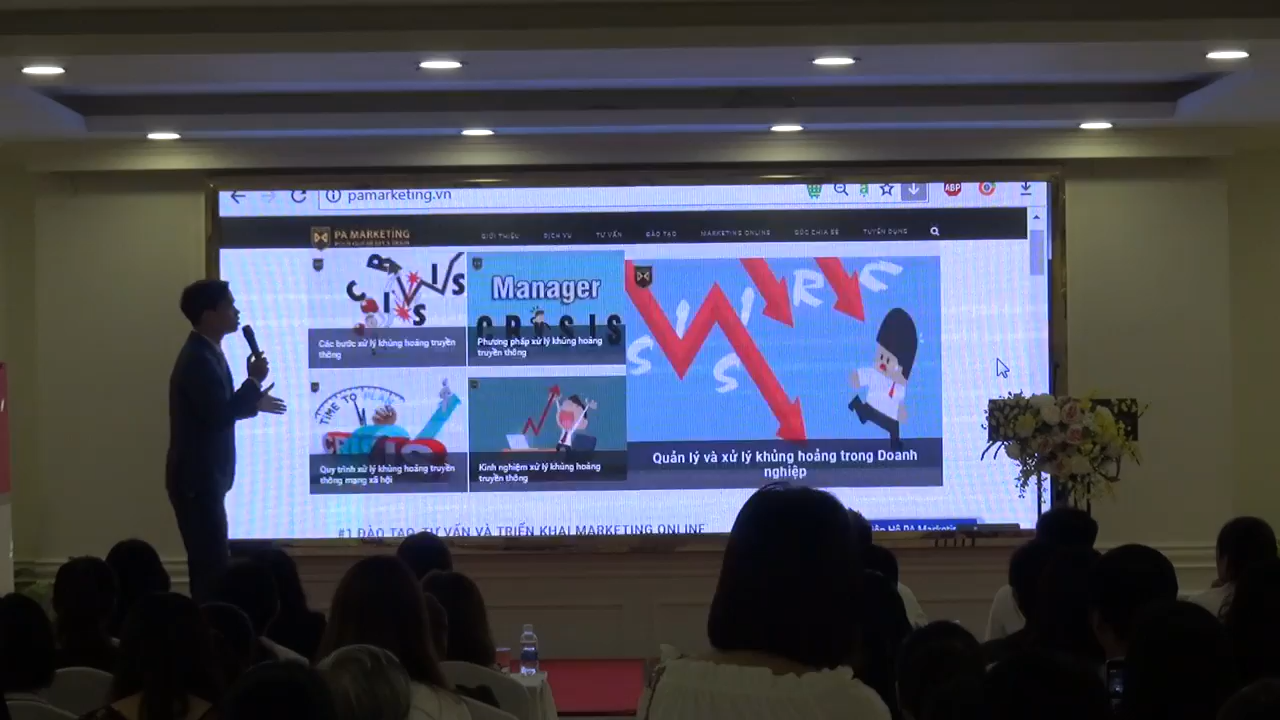 pamarketing.vn
ABP
PA MARKETING
GIỚI THIỆU
DỊCH VỤ
TƯ VẤN
ĐÀO TẠO
MARKETING ONLINE
GÓC CHIA SẺ
TUYỂN DỤNG
CRISIS
Các bước xử lý khủng hoảng truyền
thông
Manager
CRISIS
Phương pháp xử lý khủng hoảng
truyền thông
CRISIS
Quản lý và xử lý khủng hoảng trong Doanh
nghiệp
TIME TO PLAN
CRISIS
Quy trình xử lý khủng hoảng truyền
thông mạng xã hội
Kinh nghiệm xử lý khủng hoảng
truyền thông
#1 ĐÀO TẠO, TƯ VẤN VÀ TRIỂN KHAI MARKETING ONLINE